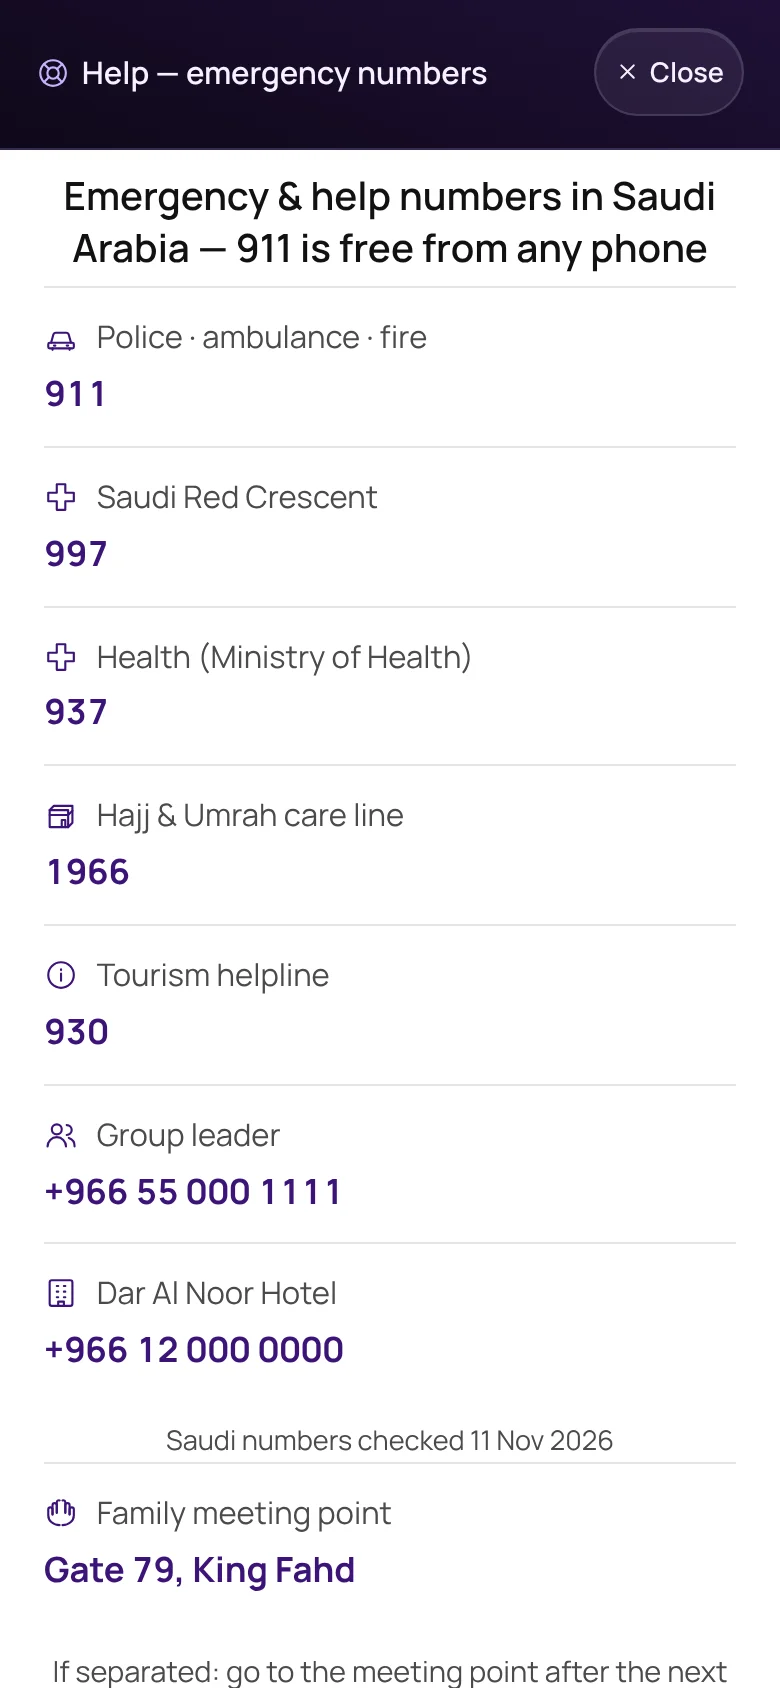 Help — emergency numbers
× Close
Emergency & help numbers in Saudi
Arabia — 911 is free from any phone
Police · ambulance · fire
911
Saudi Red Crescent
997
Health (Ministry of Health)
937
Hajj & Umrah care line
1966
Tourism helpline
930
Group leader
+966 55 000 1111
Dar Al Noor Hotel
+966 12 000 0000
Saudi numbers checked 11 Nov 2026
Family meeting point
Gate 79, King Fahd
If separated: go to the meeting point after the next